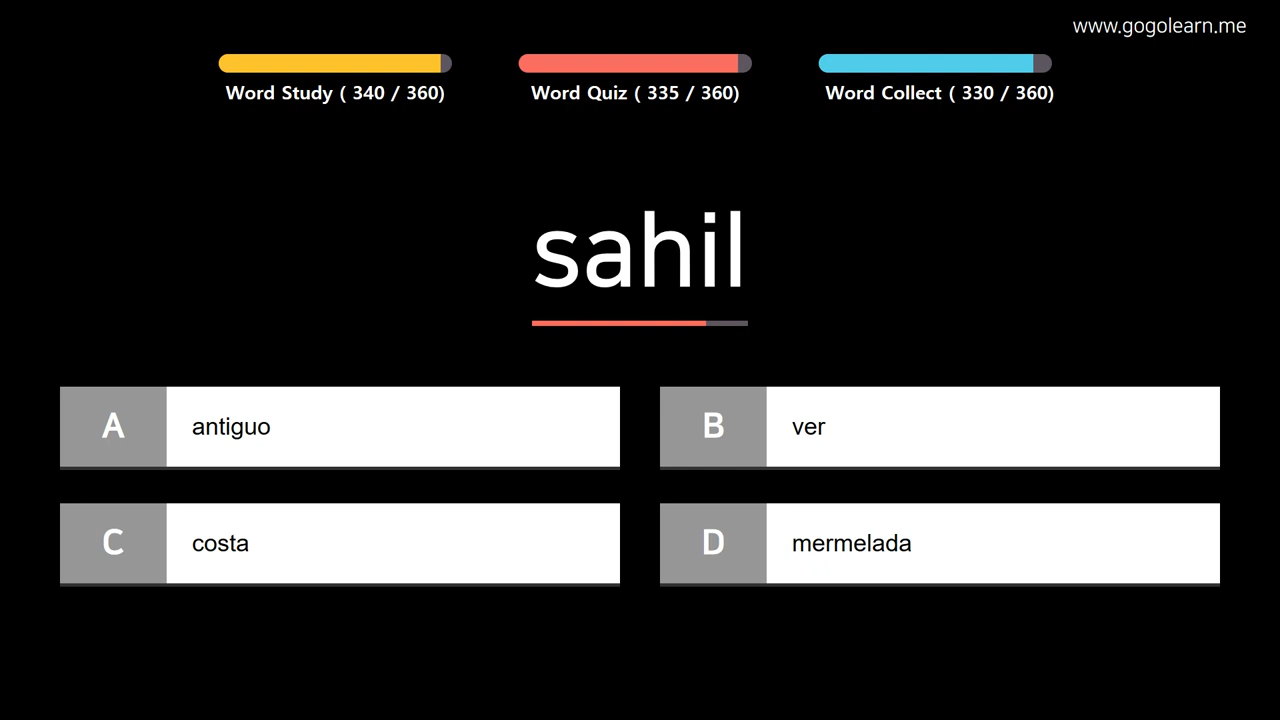 www.gogolearn.me
Word Study ( 340 / 360)
Word Quiz ( 335 / 360)
Word Collect ( 330 / 360)
sahil
A antiguo
B ver
C costa
D mermelada